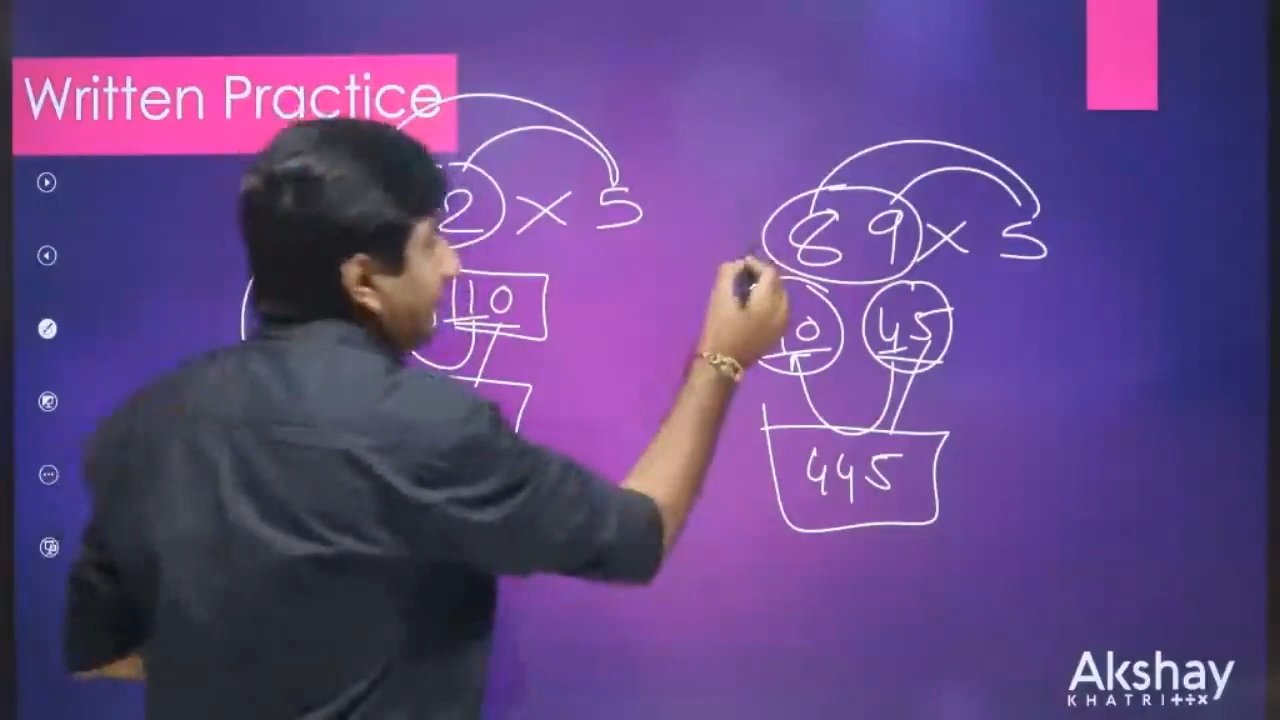 Written Practice
2 × 5
10
89 × 5
0 45
445
Akshay
KHATRI+÷×